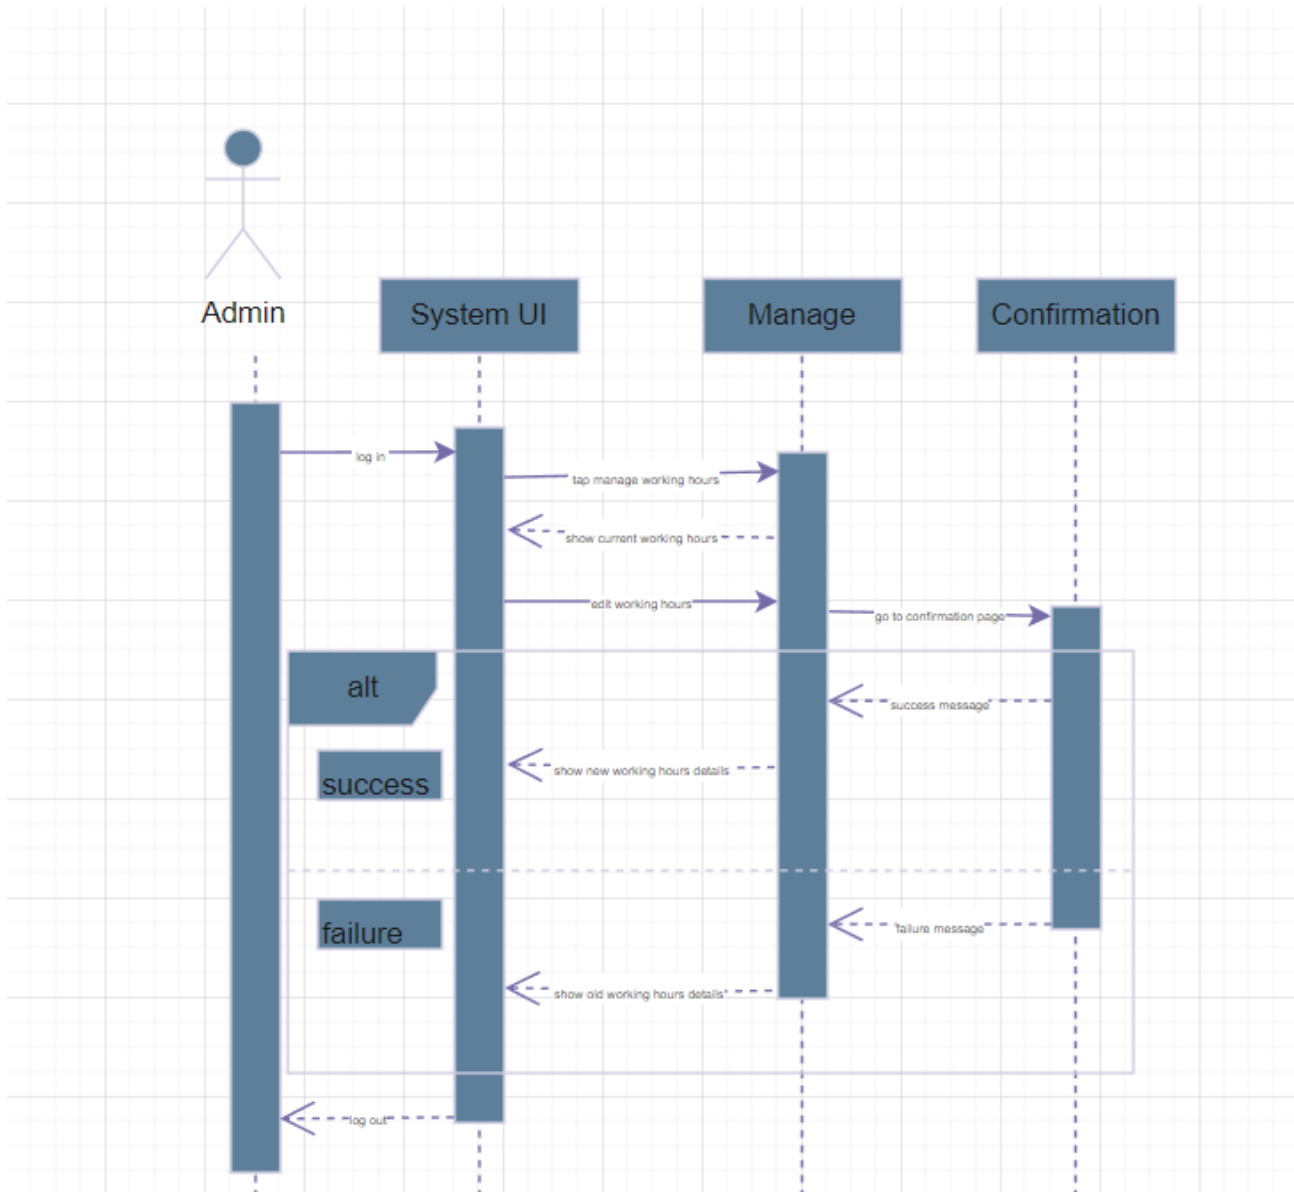 Admin
System UI
Manage
Confirmation
log in
tap manage working hours
show current working hours
edit working hours
go to confirmation page
alt
success message
show new working hours details
success
failure
failure message
show old working hours details"
log out